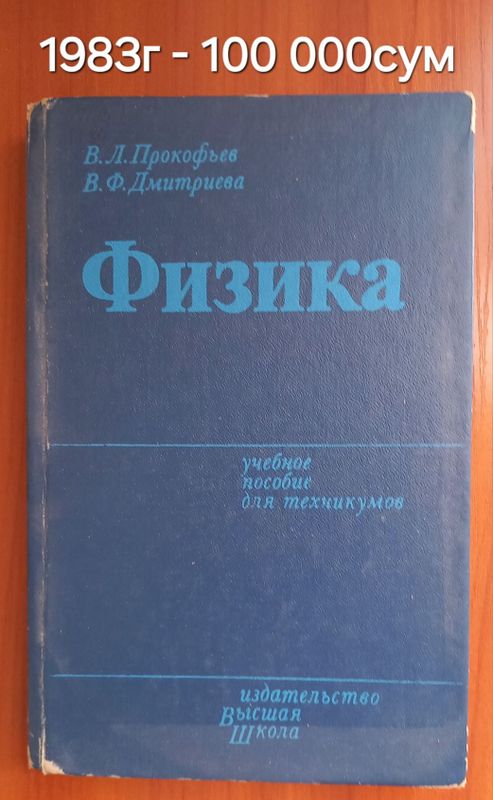 1983г - 100 000сум
В. Л. Прокофьев
В. Ф. Дмитриева
Физика
учебное
пособие
для техникумов
издательство
Высшая
Школа